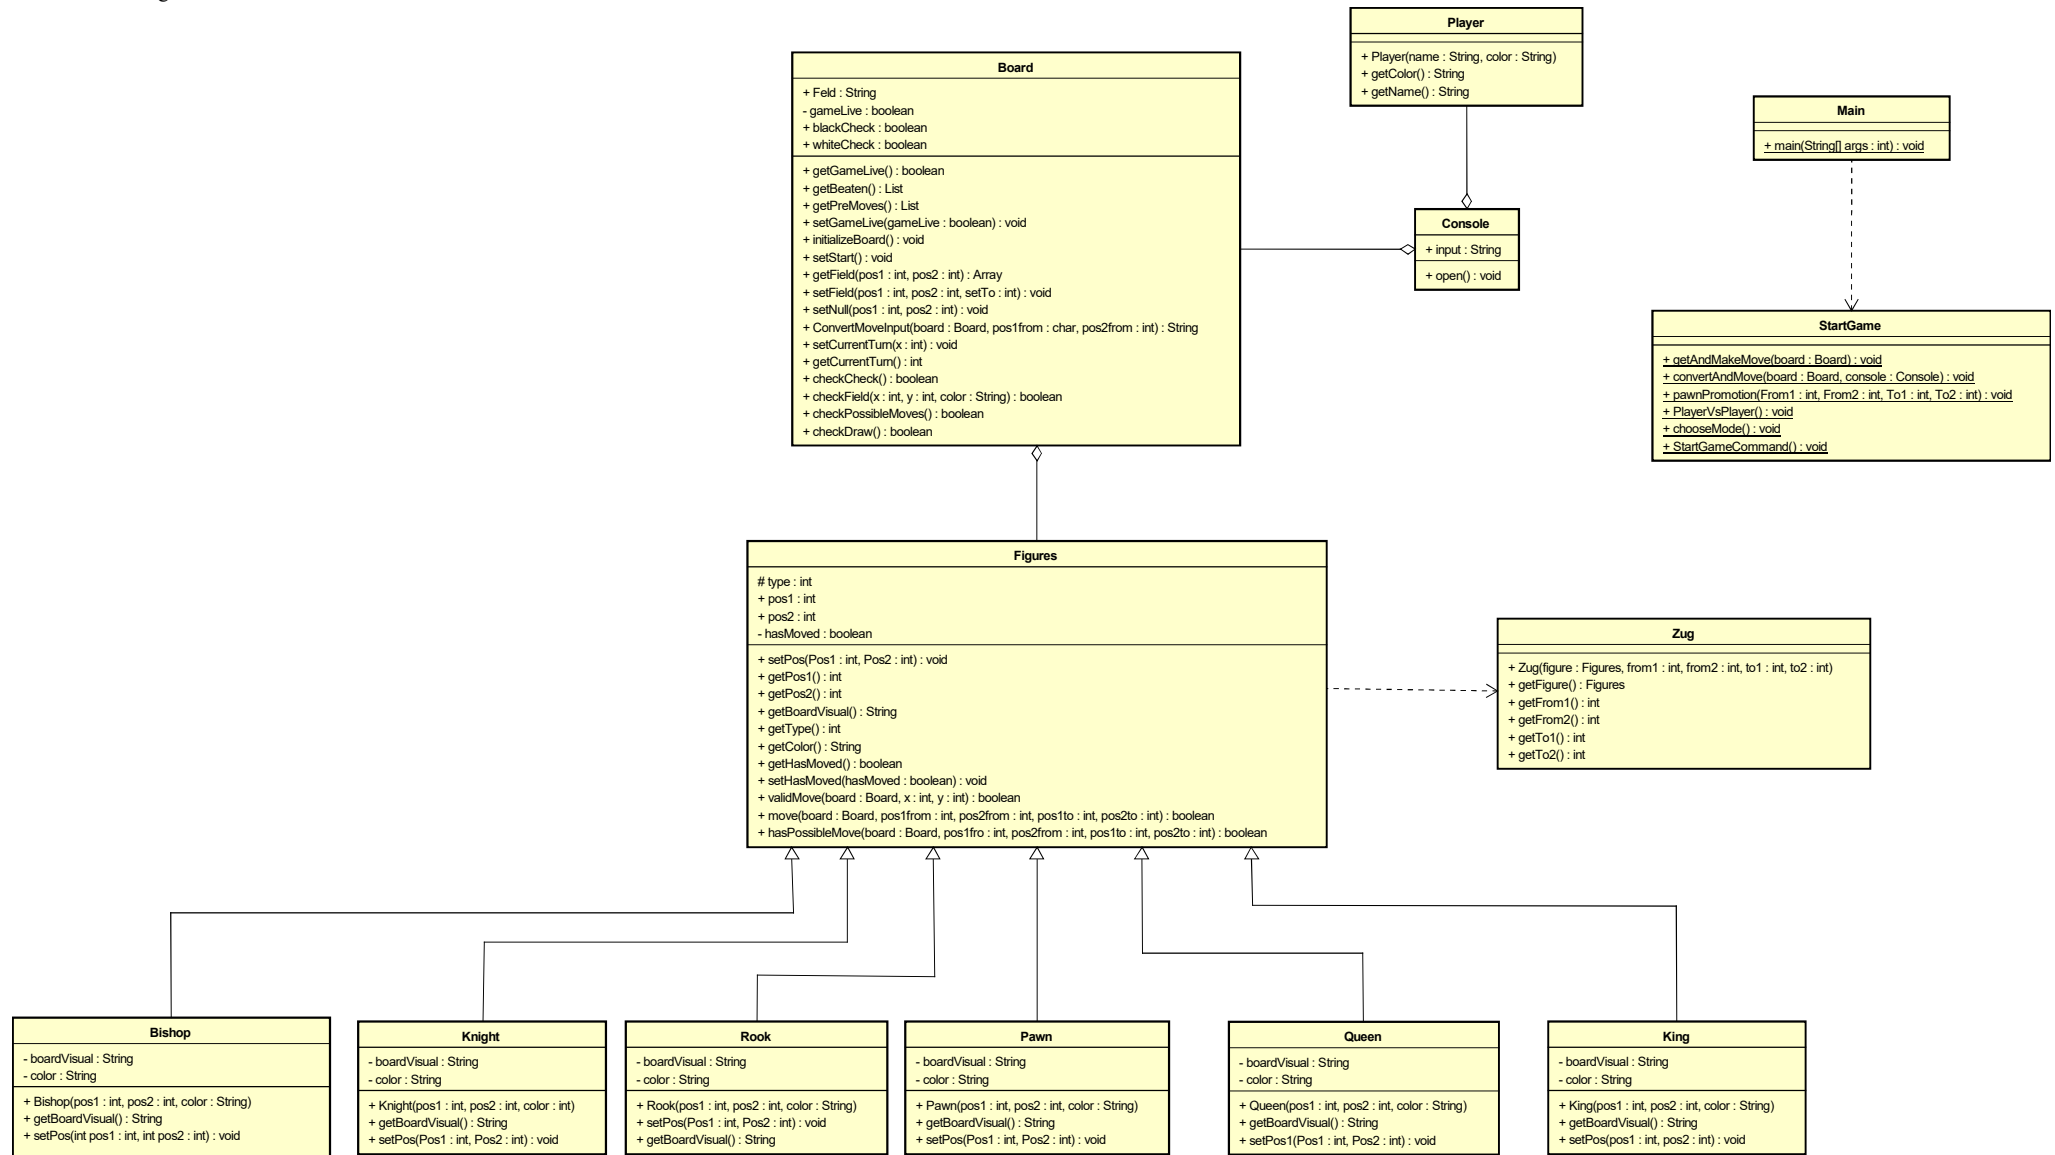 Player
+ Player(name : String, color : String)
+ getColor() : String
+ getName() : String
Board
+ Feld : String
- gameLive : boolean
+ blackCheck : boolean
+ whiteCheck : boolean
+ getGameLive() : boolean
+ getBeaten() : List
+ getPreMoves() : List
+ setGameLive(gameLive : boolean) : void
+ initializeBoard() : void
+ setStart() : void
+ getField(pos1 : int, pos2 : int) : Array
+ setField(pos1 : int, pos2 : int, setTo : int) : void
+ setNull(pos1 : int, pos2 : int) : void
+ ConvertMoveInput(board : Board, pos1from : char, pos2from : int) : String
+ setCurrentTurn(x : int) : void
+ getCurrentTurn() : int
+ checkCheck() : boolean
+ checkField(x : int, y : int, color : String) : boolean
+ checkPossibleMoves() : boolean
+ checkDraw() : boolean
Main
+ main(String[] args : int) : void
Console
+ input : String
+ open() : void
StartGame
+ getAndMakeMove(board : Board) : void
+ convertAndMove(board : Board, console : Console) : void
+ pawnPromotion(From1 : int, From2 : int, To1 : int, To2 : int) : void
+ PlayerVsPlayer() : void
+ chooseMode() : void
+ StartGameCommand() : void
Figures
# type : int
+ pos1 : int
+ pos2 : int
- hasMoved : boolean
+ setPos(Pos1 : int, Pos2 : int) : void
+ getPos1() : int
+ getPos2() : int
+ getBoardVisual() : String
+ getType() : int
+ getColor() : String
+ getHasMoved() : boolean
+ setHasMoved(hasMoved : boolean) : void
+ validMove(board : Board, x : int, y : int) : boolean
+ move(board : Board, pos1from : int, pos2from : int, pos1to : int, pos2to : int) : boolean
+ hasPossibleMove(board : Board, pos1fro : int, pos2from : int, pos1to : int, pos2to : int) : boolean
Zug
+ Zug(figure : Figures, from1 : int, from2 : int, to1 : int, to2 : int)
+ getFigure() : Figures
+ getFrom1() : int
+ getFrom2() : int
+ getTo1() : int
+ getTo2() : int
Bishop
- boardVisual : String
- color : String
+ Bishop(pos1 : int, pos2 : int, color : String)
+ getBoardVisual() : String
+ setPos(int pos1 : int, int pos2 : int) : void
Knight
- boardVisual : String
- color : String
+ Knight(pos1 : int, pos2 : int, color : int)
+ getBoardVisual() : String
+ setPos(Pos1 : int, Pos2 : int) : void
Rook
- boardVisual : String
- color : String
+ Rook(pos1 : int, pos2 : int, color : String)
+ setPos(Pos1 : int, Pos2 : int) : void
+ getBoardVisual() : String
Pawn
- boardVisual : String
- color : String
+ Pawn(pos1 : int, pos2 : int, color : String)
+ getBoardVisual() : String
+ setPos(Pos1 : int, Pos2 : int) : void
Queen
- boardVisual : String
- color : String
+ Queen(pos1 : int, pos2 : int, color : String)
+ getBoardVisual() : String
+ setPos1(Pos1 : int, Pos2 : int) : void
King
- boardVisual : String
- color : String
+ King(pos1 : int, pos2 : int, color : String)
+ getBoardVisual() : String
+ setPos(pos1 : int, pos2 : int) : void